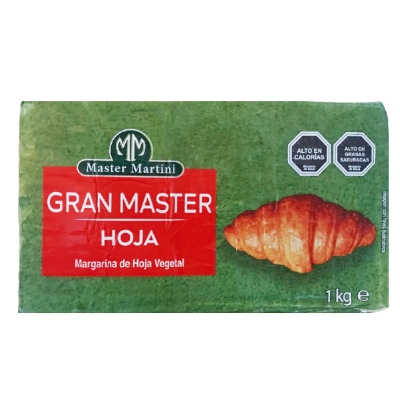 MM
Master Martini
GRAN MASTER
HOJA
Margarina de Hoja Vegetal
ALTO EN
CALORÍAS
ALTO EN
GRASAS
SATURADAS
1 kg e